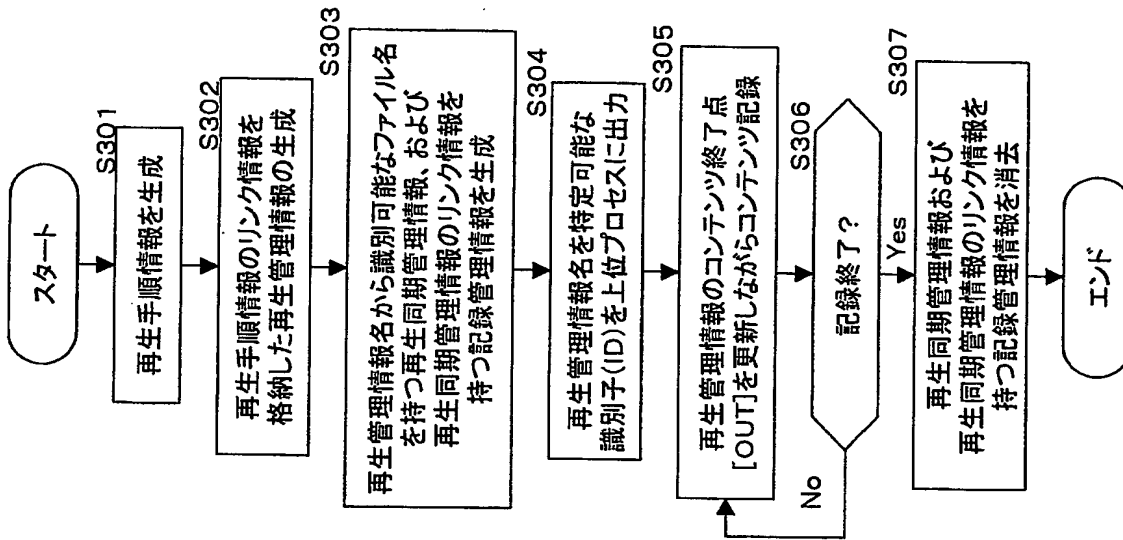 スタート
S301
再生手順情報を生成
S302
再生手順情報のリンク情報を
格納した再生管理情報の生成
S303
再生管理情報名から識別可能なファイル名
を持つ再生同期管理情報、および
再生同期管理情報のリンク情報を
持つ記録管理情報を生成
S304
再生管理情報名を特定可能な
識別子(ID)を上位プロセスに出力
S305
再生管理情報のコンテンツ終了点
[OUT]を更新しながらコンテンツ記録
S306
記録終了?
No
Yes
S307
再生同期管理情報および
再生同期管理情報のリンク情報を
持つ記録管理情報を消去
エンド